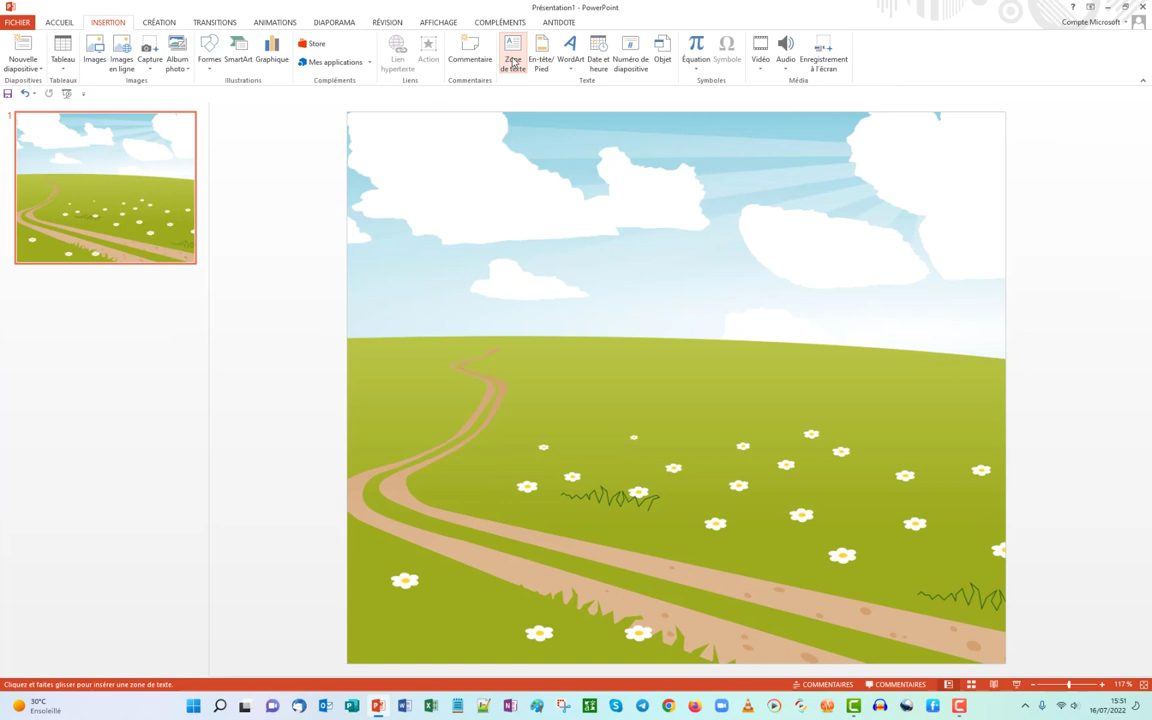 Présentation1 - PowerPoint
FICHIER ACCUEIL INSERTION CRÉATION TRANSITIONS ANIMATIONS DIAPORAMA RÉVISION AFFICHAGE COMPLÉMENTS ANTIDOTE
Compte Microsoft
Nouvelle diapositive
Tableau
Images
Images en ligne
Capture
Album photo
Formes
SmartArt
Graphique
Store
Mes applications
Lien hypertexte
Action
Commentaire
Zone de texte
En-tête/ Pied
WordArt
Date et heure
Numéro de diapositive
Objet
Équation
Symbole
Vidéo
Audio
Enregistrement à l'écran
Diapositives Tableaux Images Illustrations Compléments Liens Commentaires Texte Symboles Média
1
Cliquez et faites glisser pour insérer une zone de texte.
COMMENTAIRES COMMENTAIRES 117 %
30°C
Ensoleillé
15:51
16/07/2022